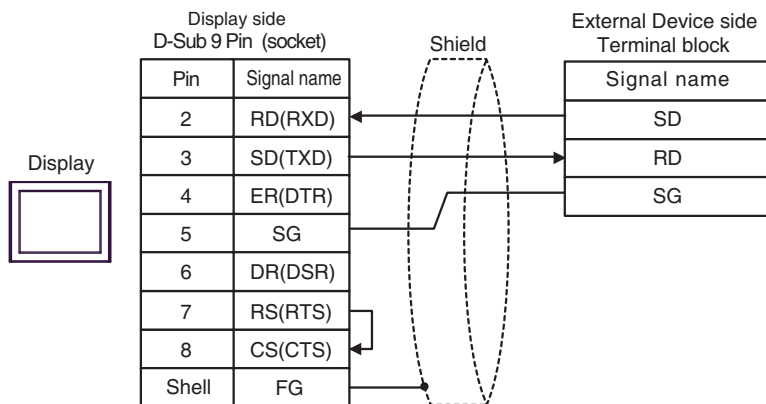 Display side
D-Sub 9 Pin (socket)
Shield
External Device side
Terminal block
Pin Signal name
Signal name
2 RD(RXD)
SD
3 SD(TXD)
RD
Display
4 ER(DTR)
SG
5 SG
6 DR(DSR)
7 RS(RTS)
8 CS(CTS)
Shell FG